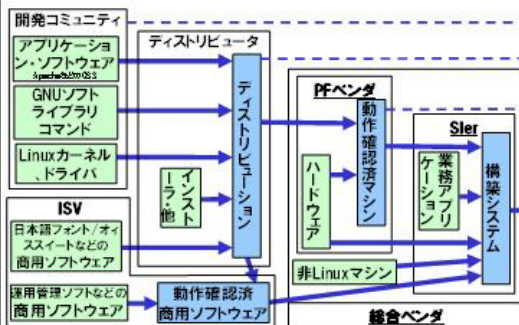 開発コミュニティ
アプリケーショ
ン・ソフトウェア
GNUソフト
ライブラリ
コマンド
Linuxカーネル
、ドライバ
ディストリビュータ
ディストリビューション
インスト
ーラ・他
ISV
日本語フォント/オィ
ススイートなどの
商用ソフトウェア
運用管理ソフトなどの
商用ソフトウェア
動作確認済
商用ソフトウェア
PFベンダ
動作確認済マシン
ハードウェア
非Linuxマシン
SIer
業務アプリ
ケーション
構築システム
総合ベンダ